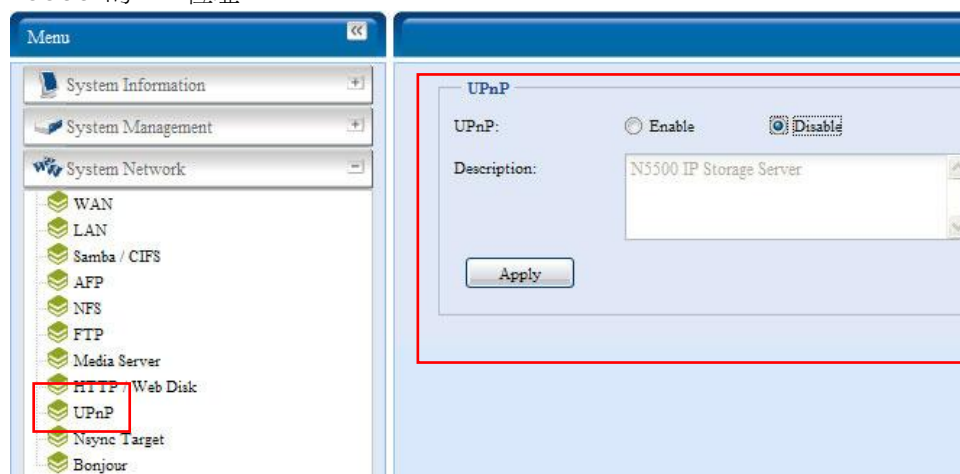 Menu
System Information
System Management
System Network
WAN
LAN
Samba / CIFS
AFP
NFS
FTP
Media Server
HTTP / Web Disk
UPnP
Nsync Target
Bonjour
UPnP
UPnP: Enable Disable
Description: N5500 IP Storage Server
Apply